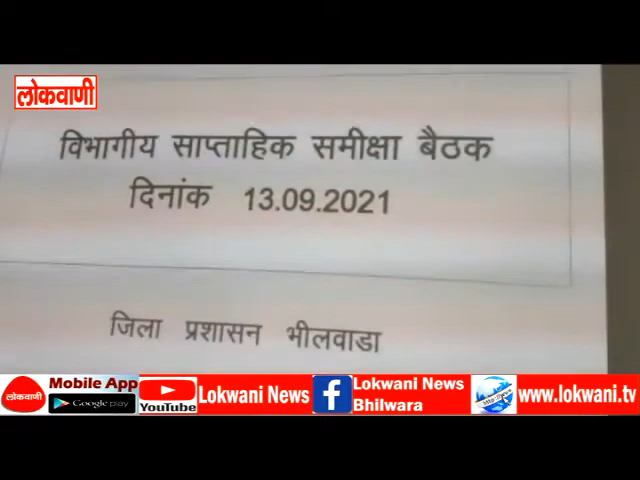 लोकवाणी
विभागीय साप्ताहिक समीक्षा बैठक
दिनांक 13.09.2021
जिला प्रशासन भीलवाडा
लोकवाणी
Mobile App
Google play
YouTube
Lokwani News
Lokwani News
Bhilwara
www.lokwani.tv